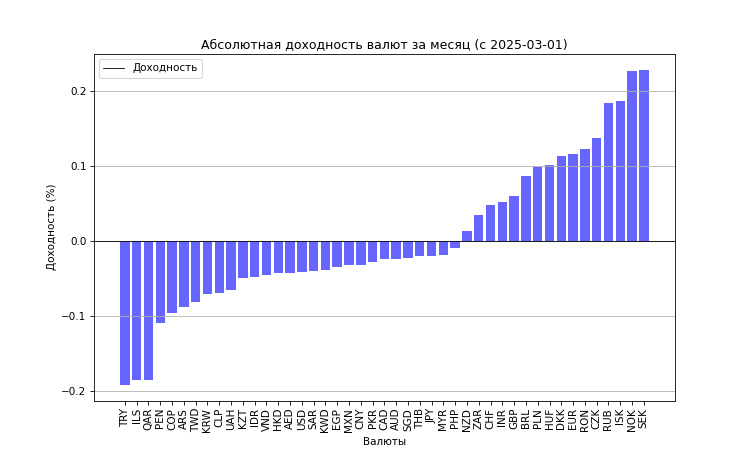 Абсолютная доходность валют за месяц (с 2025-03-01)
Доходность
Доходность (%)
0.2
0.1
0.0
−0.1
−0.2
TRY ILS QAR PEN COP ARS TWD KRW CLP UAH KZT IDR VND HKD AED USD SAR KWD EGP MXN CNY PKR CAD AUD SGD THB JPY MYR PHP NZD ZAR CHF INR GBP BRL PLN HUF DKK EUR RON CZK RUB ISK NOK SEK
Валюты